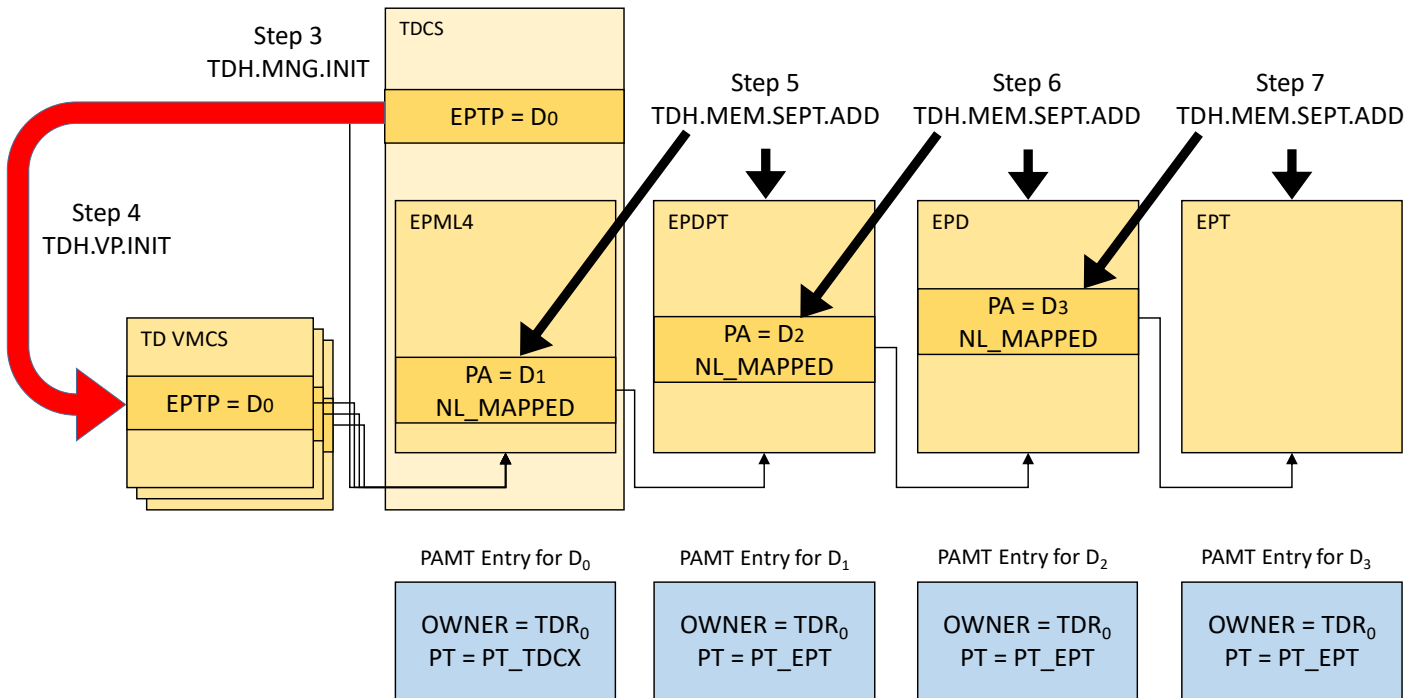 Step 3
TDH.MNG.INIT
TDCS
EPTP = D0
Step 5
TDH.MEM.SEPT.ADD
Step 6
TDH.MEM.SEPT.ADD
Step 7
TDH.MEM.SEPT.ADD
Step 4
TDH.VP.INIT
EPML4
EPDPT
EPD
EPT
PA = D1
NL_MAPPED
PA = D2
NL_MAPPED
PA = D3
NL_MAPPED
TD VMCS
EPTP = D0
PAMT Entry for D₀
PAMT Entry for D₁
PAMT Entry for D₂
PAMT Entry for D₃
OWNER = TDR₀
PT = PT_TDCX
OWNER = TDR₀
PT = PT_EPT
OWNER = TDR₀
PT = PT_EPT
OWNER = TDR₀
PT = PT_EPT